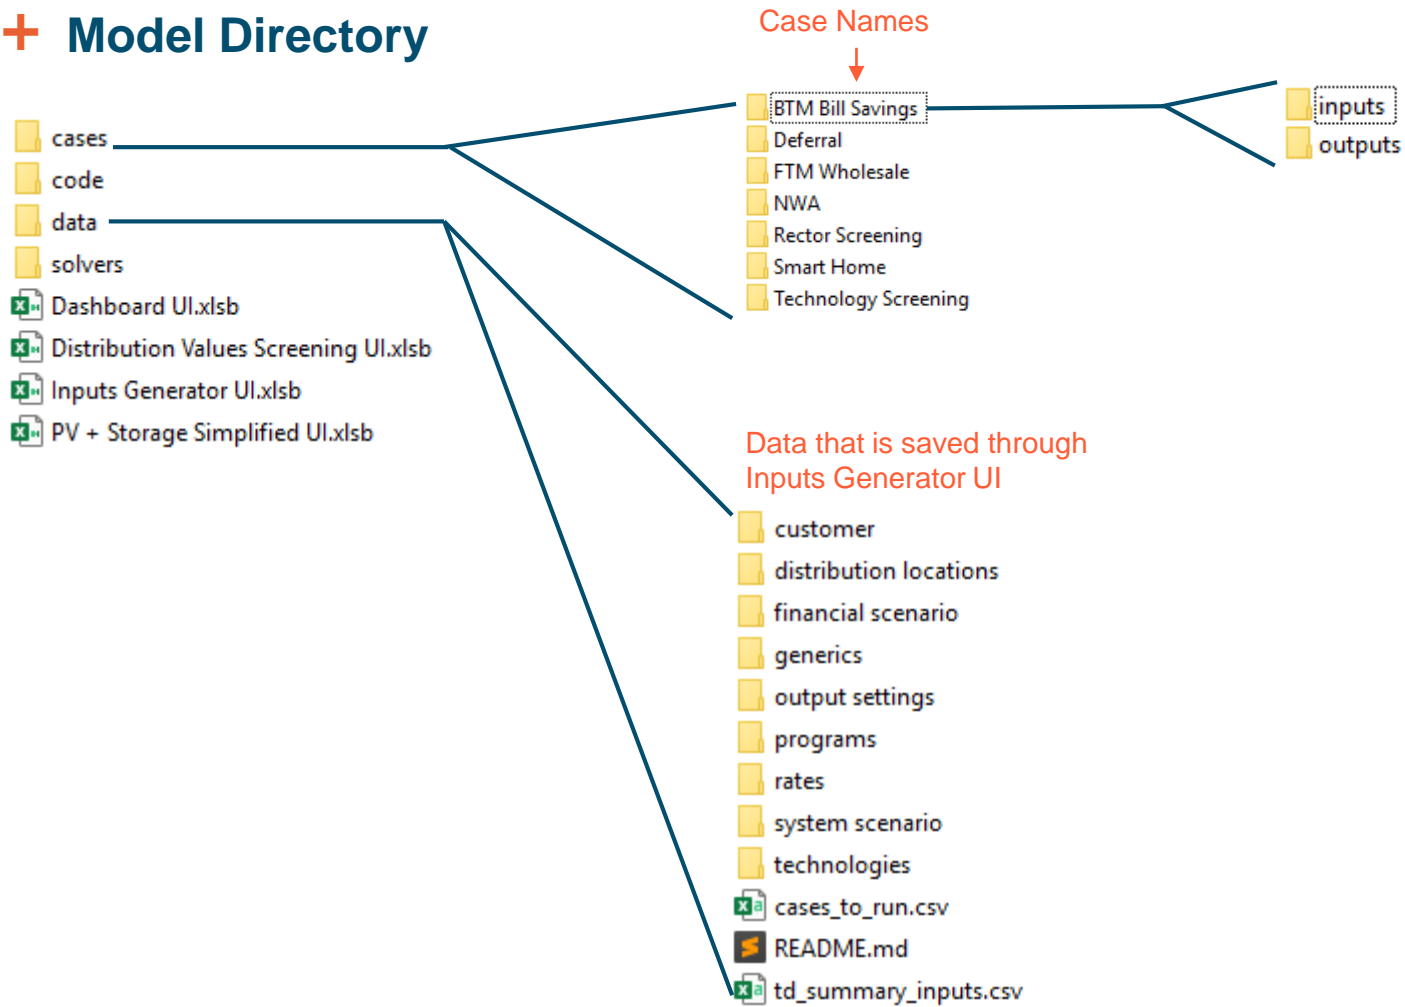 + Model Directory
cases
code
data
solvers
Dashboard UI.xlsb
Distribution Values Screening UI.xlsb
Inputs Generator UI.xlsb
PV + Storage Simplified UI.xlsb
Case Names
BTM Bill Savings
Deferral
FTM Wholesale
NWA
Rector Screening
Smart Home
Technology Screening
inputs
outputs
Data that is saved through
Inputs Generator UI
customer
distribution locations
financial scenario
generics
output settings
programs
rates
system scenario
technologies
cases_to_run.csv
README.md
td_summary_inputs.csv